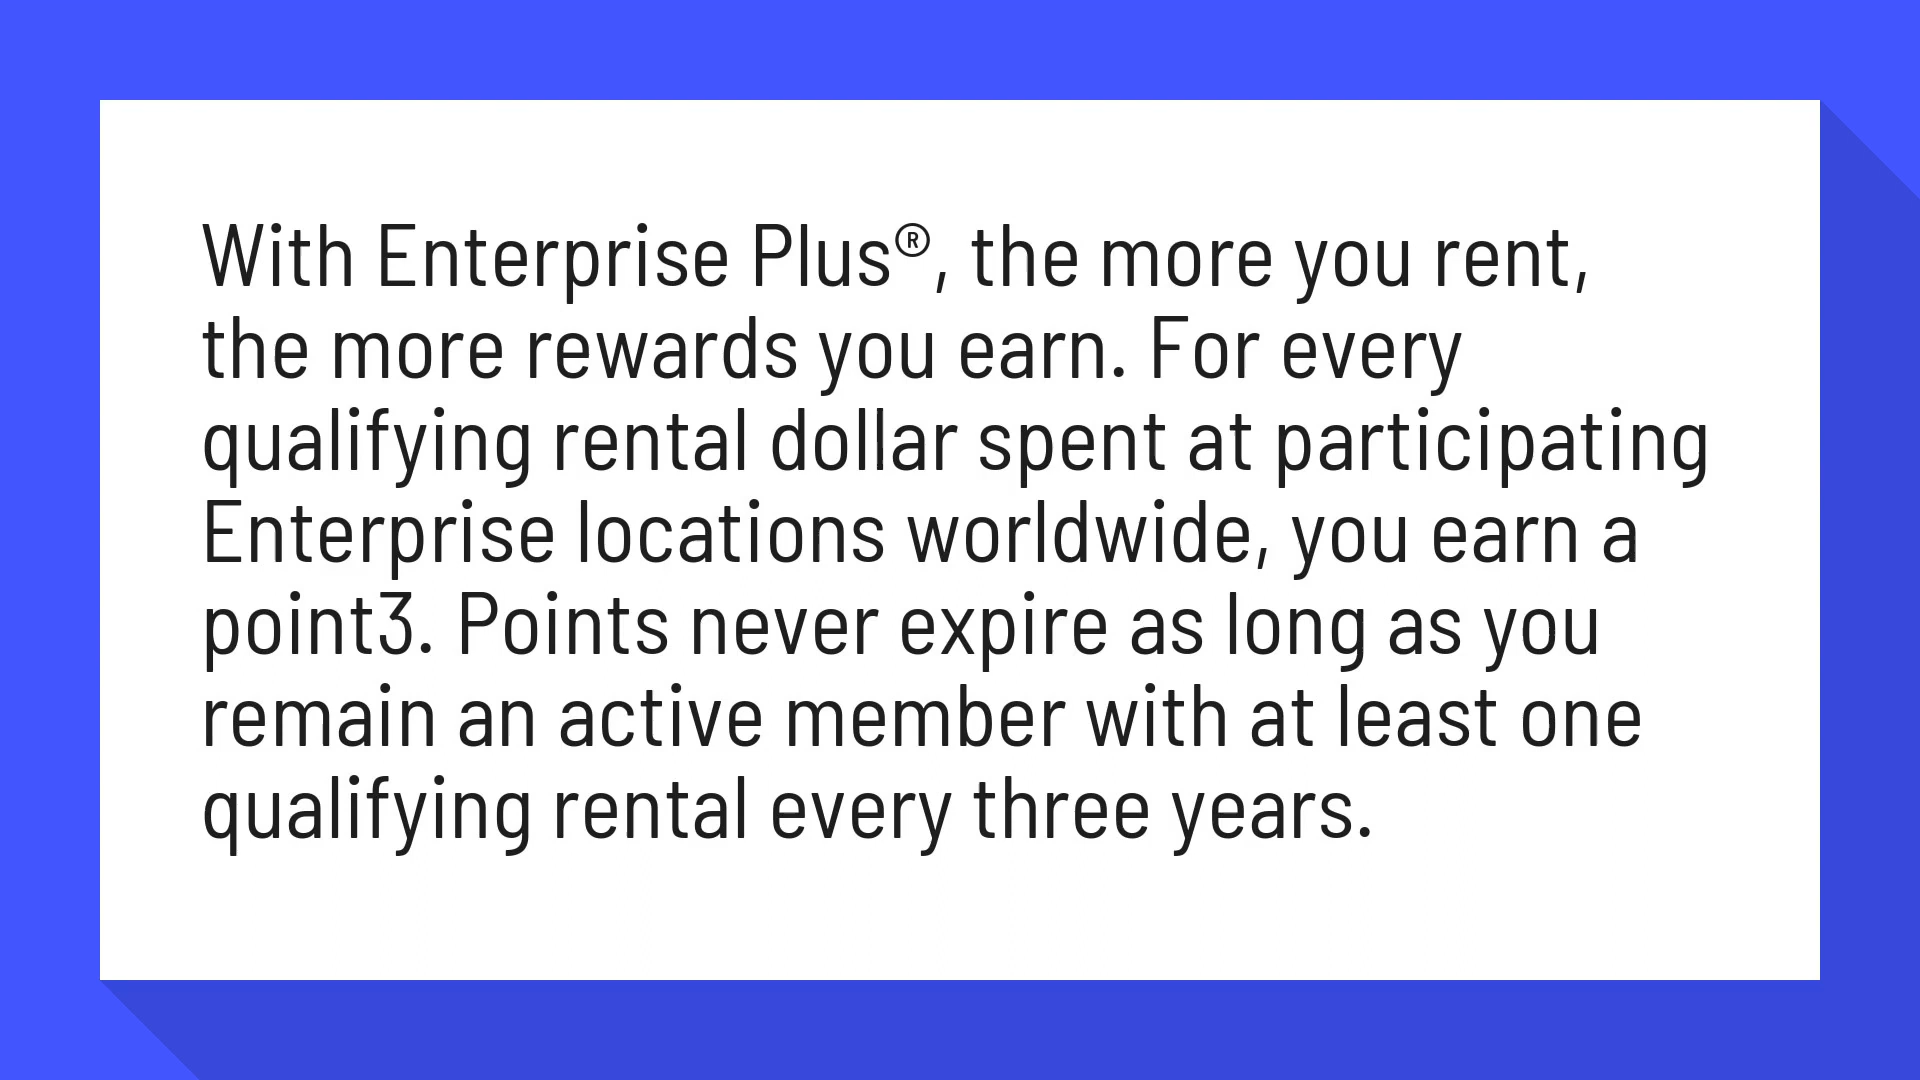 With Enterprise Plus®, the more you rent,
the more rewards you earn. For every
qualifying rental dollar spent at participating
Enterprise locations worldwide, you earn a
point3. Points never expire as long as you
remain an active member with at least one
qualifying rental every three years.